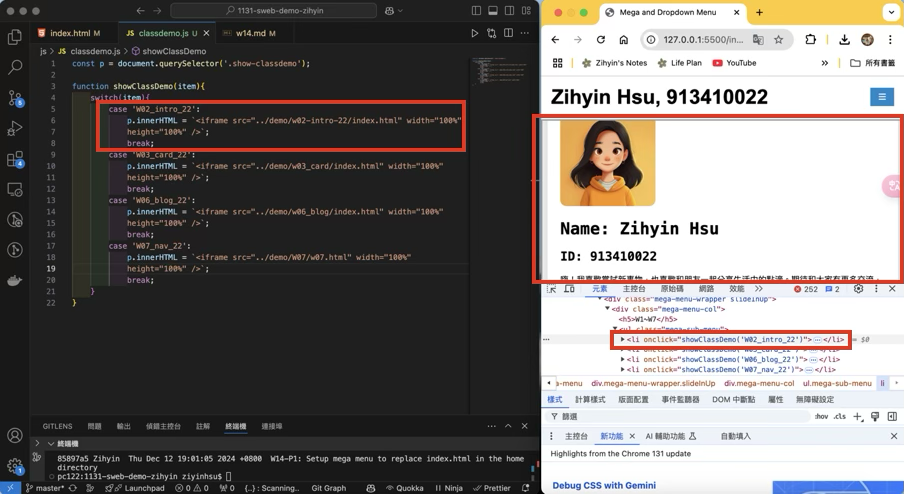 1131-sweb-demo-zihyin
index.html M
JS classdemo.js U
w14.md M
js > JS classdemo.js > showClassDemo
1 const p = document.querySelector('.show-classdemo');
2
3 function showClassDemo(item){
4 switch(item){
5 case 'W02_intro_22':
6 p.innerHTML = `<iframe src="../demo/w02-intro-22/index.html" width="100%"
7 height="100%" />`;
8 break;
9 case 'W03_card_22':
10 p.innerHTML = `<iframe src="../demo/w03_card/index.html" width="100%"
11 height="100%" />`;
12 break;
13 case 'W06_blog_22':
14 p.innerHTML = `<iframe src="../demo/w06_blog/index.html" width="100%"
15 height="100%" />`;
16 break;
17 case 'W07_nav_22':
18 p.innerHTML = `<iframe src="../demo/W07/w07.html" width="100%"
19 height="100%" />`;
20 break;
21 }
22 }
GITLENS 問題 輸出 偵錯主控台 註解 終端機 連接埠
終端機
85897a5 Zihyin Thu Dec 12 19:01:05 2024 +0800 W14-P1: Setup mega menu to replace index.html in the home
directory
pc122:1131-sweb-demo-zihyin ziyinhsu$
master* Launchpad 0 0 0 {..} : Scanning.. Git Graph Quokka Ninja Prettier
Mega and Dropdown Menu
127.0.0.1:5500/in...
Zihyin's Notes Life Plan YouTube » 所有書籤
Zihyin Hsu, 913410022
Name: Zihyin Hsu
ID: 913410022
元素 主控台 原始碼 網路 效能 » 252 2
<div class="mega-menu-wrapper slideInUp">
<div class="mega-menu-col">
<h5>W1~W7</h5>
<ul class="mega-sub-menu">
<li onclick="showClassDemo('W02_intro_22')">…</li> == $0
<li onclick="showClassDemo('W03_card_22')">…</li>
<li onclick="showClassDemo('W06_blog_22')">…</li>
<li onclick="showClassDemo('W07_nav_22')">…</li>
a-menu div.mega-menu-wrapper.slideInUp div.mega-menu-col ul.mega-sub-menu li
樣式 計算樣式 版面配置 事件監聽器 DOM 中斷點 屬性 無障礙設定
篩選 :hov .cls
主控台 新功能 AI 輔助功能 自動填入
Highlights from the Chrome 131 update
Debug CSS with Gemini